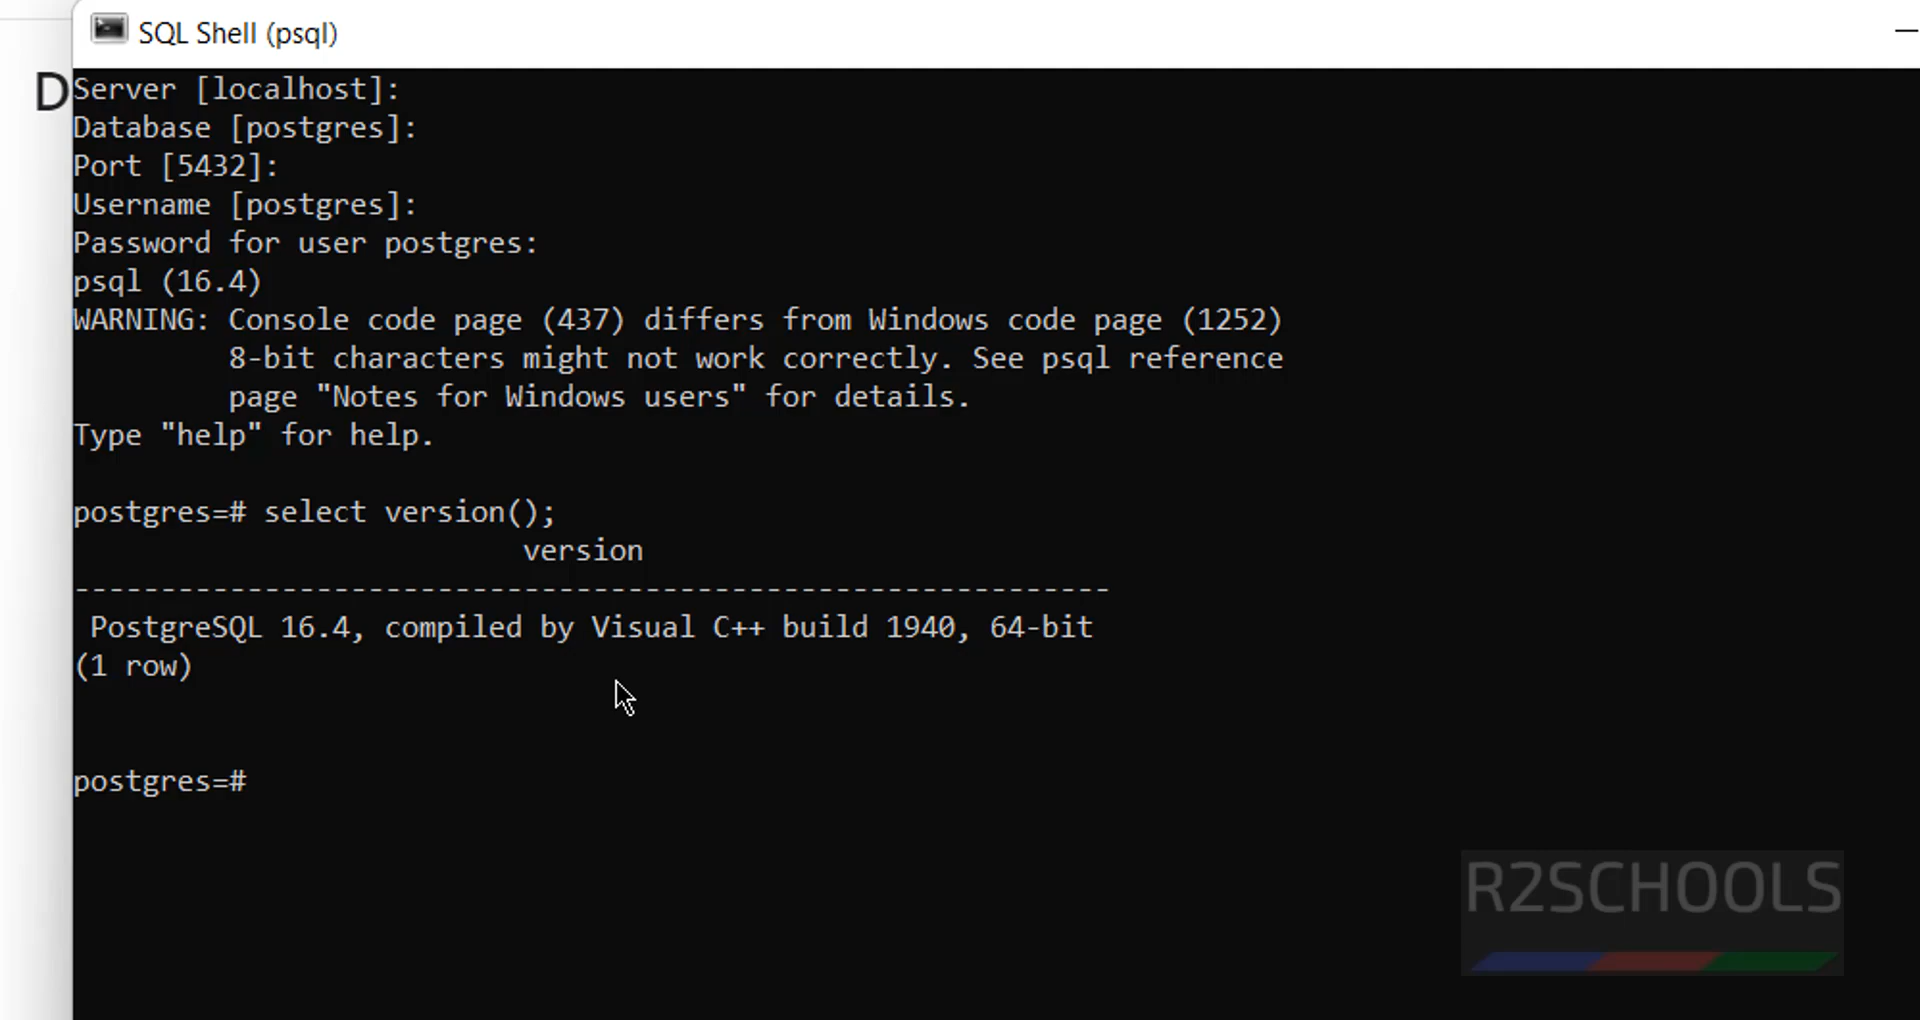 SQL Shell (psql)
D
Server [localhost]:
Database [postgres]:
Port [5432]:
Username [postgres]:
Password for user postgres:
psql (16.4)
WARNING: Console code page (437) differs from Windows code page (1252)
         8-bit characters might not work correctly. See psql reference
         page "Notes for Windows users" for details.
Type "help" for help.

postgres=# select version();
                          version
------------------------------------------------------------
 PostgreSQL 16.4, compiled by Visual C++ build 1940, 64-bit
(1 row)


postgres=#
R2SCHOOLS